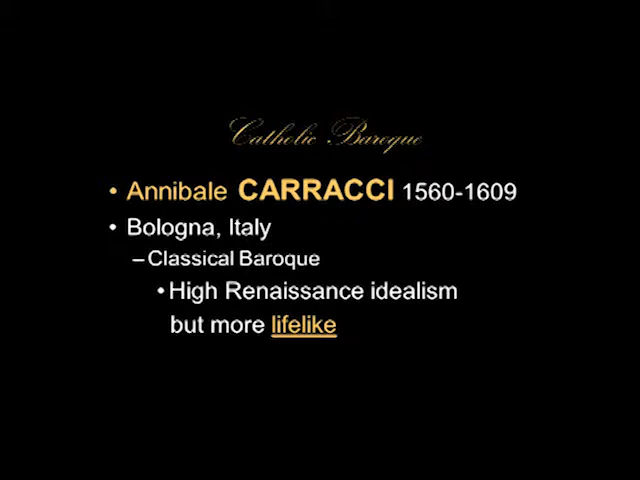 Catholic Baroque
• Annibale CARRACCI 1560-1609
• Bologna, Italy
– Classical Baroque
• High Renaissance idealism
but more lifelike